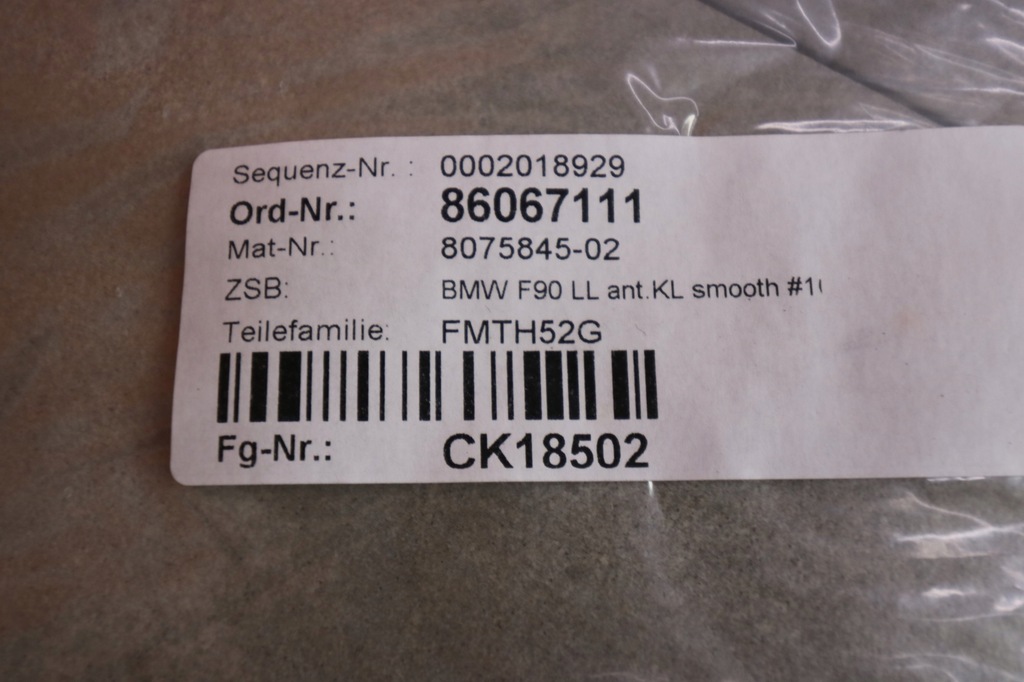 Sequenz-Nr. : 0002018929
Ord-Nr.: 86067111
Mat-Nr.: 8075845-02
ZSB: BMW F90 LL ant.KL smooth
Teilefamilie: FMTH52G
Fg-Nr.: CK18502